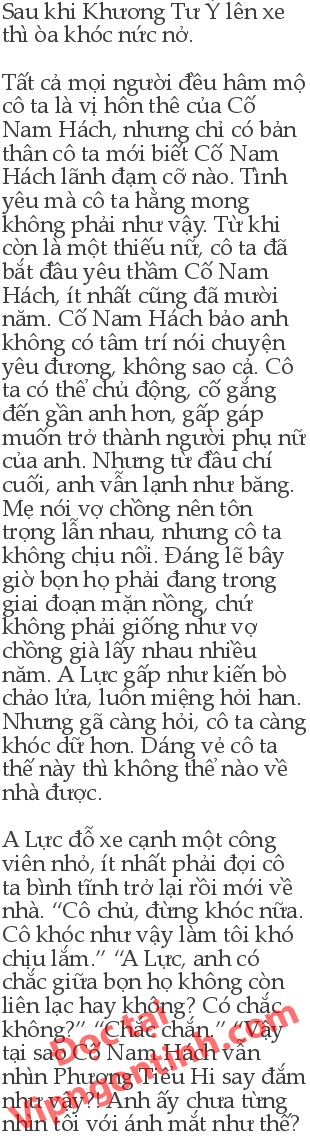 Sau khi Khương Tư Ý lên xe
thì òa khóc nức nở.

Tất cả mọi người đều hâm mộ
cô ta là vị hôn thê của Cố
Nam Hách, nhưng chỉ có bản
thân cô ta mới biết Cố Nam
Hách lãnh đạm cỡ nào. Tình
yêu mà cô ta hằng mong
không phải như vậy. Từ khi
còn là một thiếu nữ, cô ta đã
bắt đầu yêu thầm Cố Nam
Hách, ít nhất cũng đã mười
năm. Cố Nam Hách bảo anh
không có tâm trí nói chuyện
yêu đương, không sao cả. Cô
ta có thể chủ động, cố gắng
đến gần anh hơn, gấp gáp
muốn trở thành người phụ nữ
của anh. Nhưng từ đầu chí
cuối, anh vẫn lạnh như băng.
Mẹ nói vợ chồng nên tôn
trọng lẫn nhau, nhưng cô ta
không chịu nổi. Đáng lẽ bây
giờ bọn họ phải đang trong
giai đoạn mặn nồng, chứ
không phải giống như vợ
chồng già lấy nhau nhiều
năm. A Lực gấp như kiến bò
chảo lửa, luôn miệng hỏi han.
Nhưng gã càng hỏi, cô ta càng
khóc dữ hơn. Dáng vẻ cô ta
thế này thì không thể nào về
nhà được.

A Lực đỗ xe cạnh một công
viên nhỏ, ít nhất phải đợi cô
ta bình tĩnh trở lại rồi mới về
nhà. “Cô chủ, đừng khóc nữa.
Cô khóc như vậy làm tôi khó
chịu lắm.” “A Lực, anh có
chắc giữa bọn họ không còn
liên lạc hay không? Có chắc
không?” “Chắc chắn.” “Vậy
tại sao Cố Nam Hách vẫn
nhìn Phương Tiểu Hi say đắm
như vậy? Anh ấy chưa từng
nhìn tôi với ánh mắt như thế?
Đọc tại
Vipngontinh.com